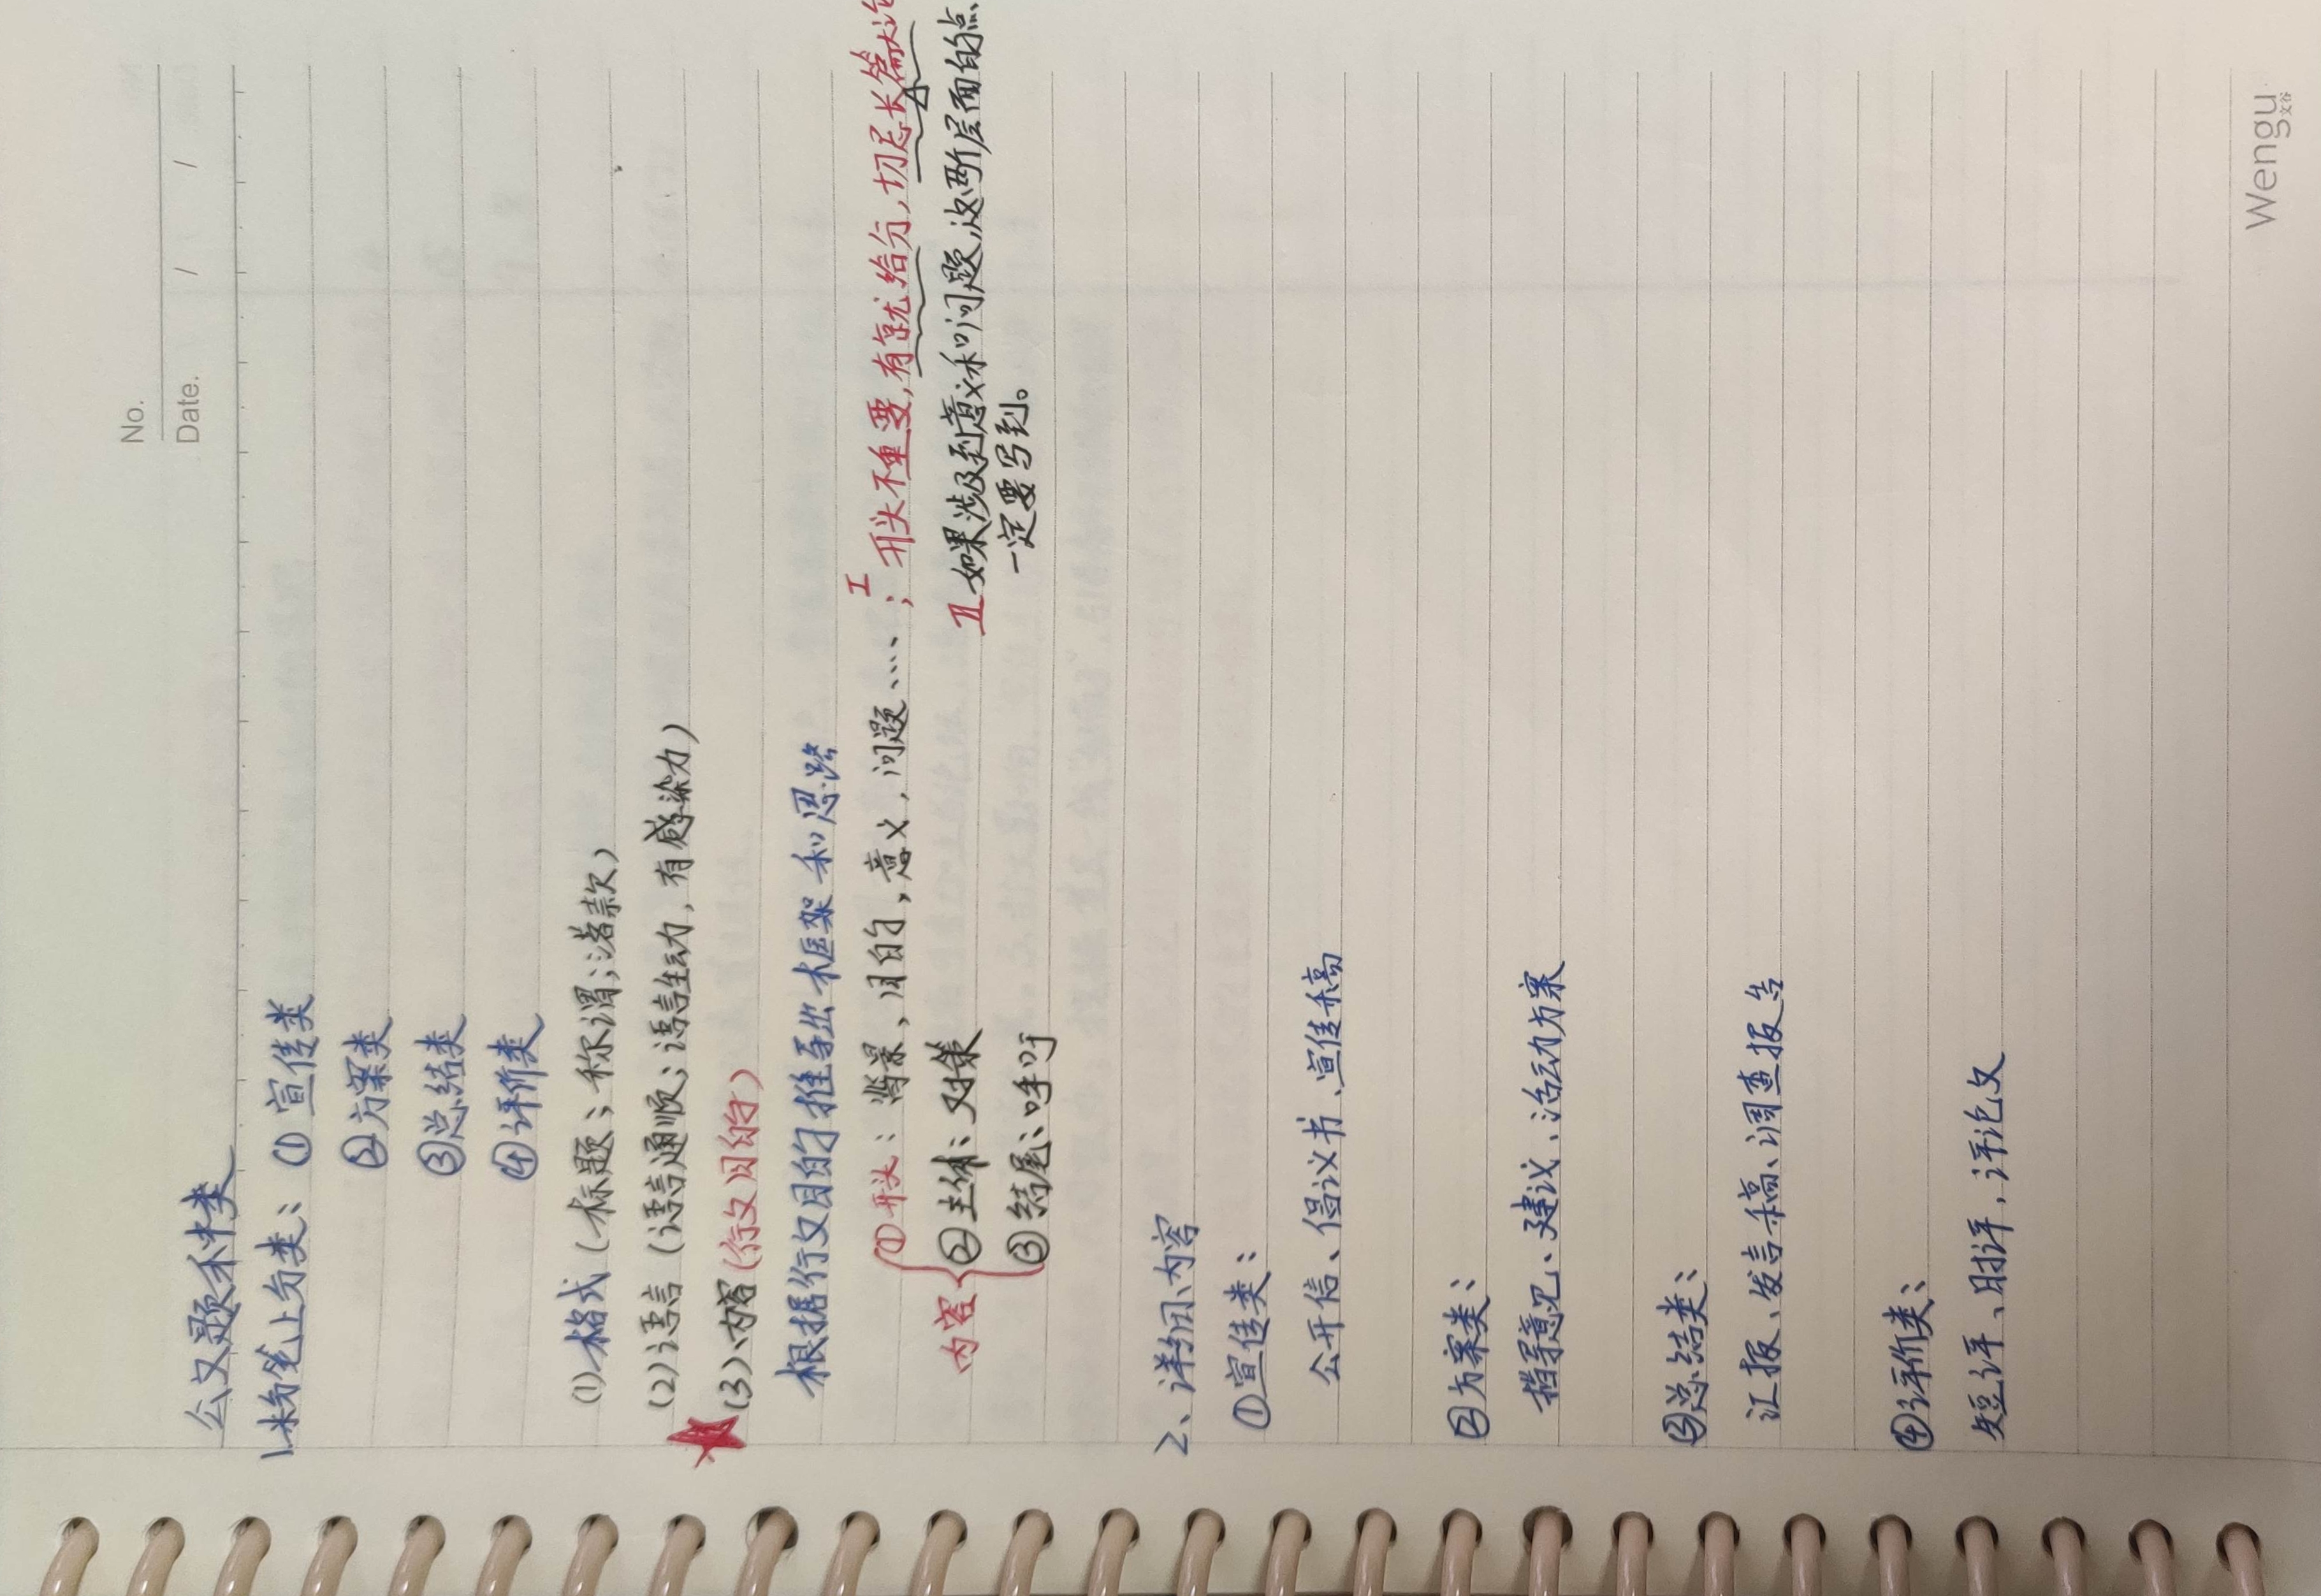 No.
Date. / /
公文题种类
1.粉笔上分类：① 宣传类
②方案类
③总结类
④评价类
(1)格式（标题；称谓；落款）
(2)语言（语言通顺；语言生动，有感染力）
(3)、内容（行文目的）
根据行文目的推导出框架和思路
①开头：背景、目的，意义，问题....；I 开头不重要，有就给分，切忌长篇大论
内容 ②主体：对策 II 如果涉及到意义和问题，这两个层面的点
③结尾：呼吁 一定要写到。
2、详细内容
①宣传类：
公开信、倡议书、宣传稿
②方案类：
指导意见、建议、活动方案
③总结类：
汇报、发言稿、调查报告
④评价类：
短评、时评，评论文
Wengu
文谷